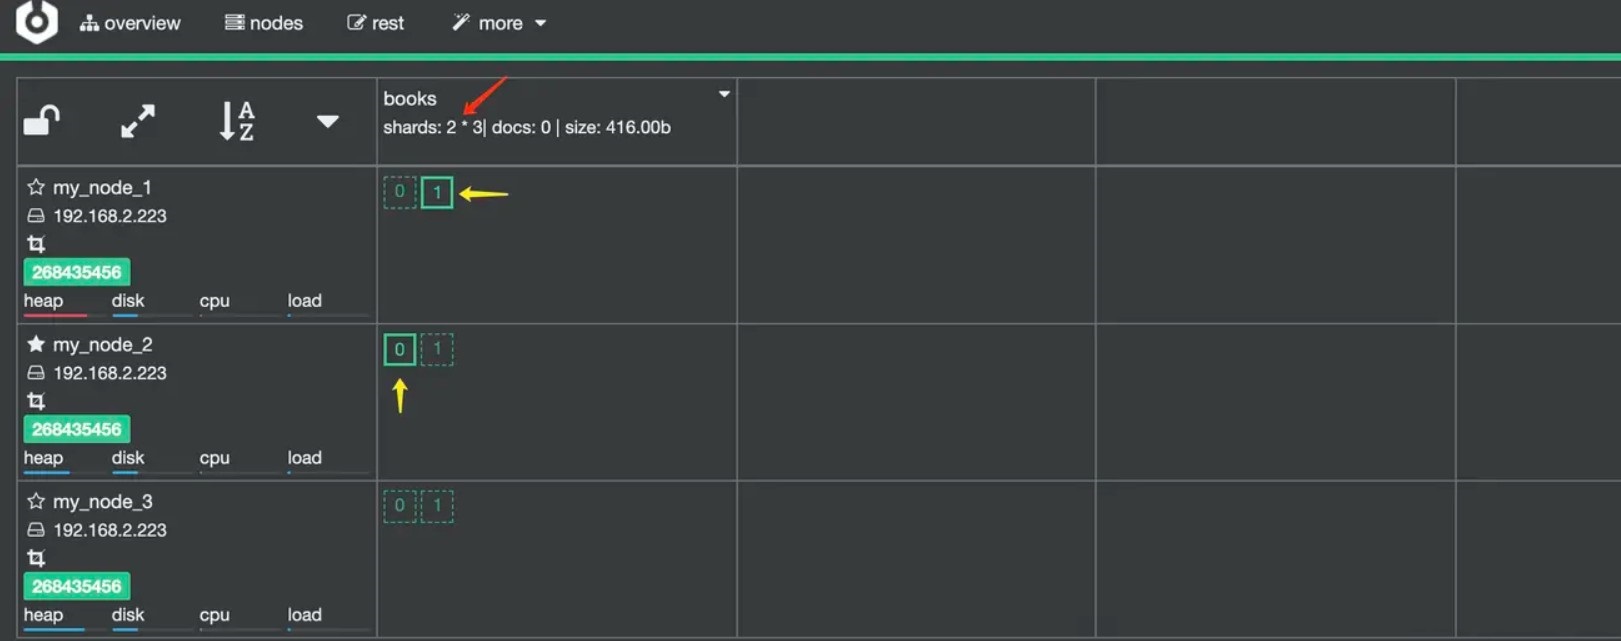 overview nodes rest more
A
Z
books
shards: 2 * 3| docs: 0 | size: 416.00b
my_node_1
192.168.2.223
268435456
heap disk cpu load
0 1
my_node_2
192.168.2.223
268435456
heap disk cpu load
0 1
my_node_3
192.168.2.223
268435456
heap disk cpu load
0 1